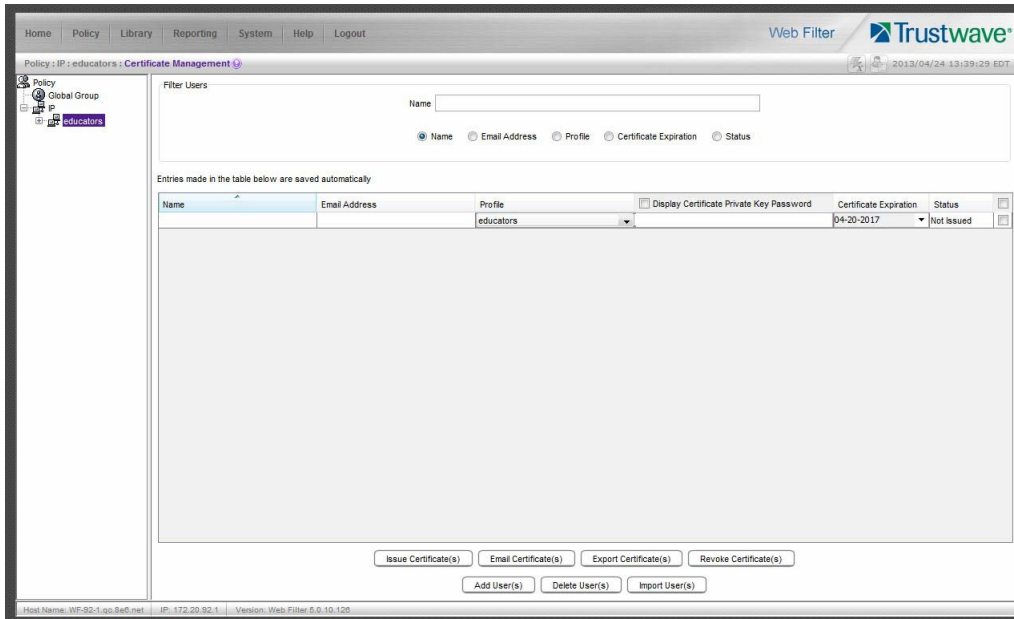 Home Policy Library Reporting System Help Logout
Web Filter
Trustwave®
Policy : IP : educators : Certificate Management
2013/04/24 13:39:29 EDT
Policy
Global Group
IP
educators
Filter Users
Name
Name Email Address Profile Certificate Expiration Status
Entries made in the table below are saved automatically
Name Email Address Profile Display Certificate Private Key Password Certificate Expiration Status
educators 04-20-2017 Not Issued
Issue Certificate(s) Email Certificate(s) Export Certificate(s) Revoke Certificate(s)
Add User(s) Delete User(s) Import User(s)
Host Name: WF-92-1.qc.8e6.net IP: 172.20.92.1 Version: Web Filter 5.0.10.126